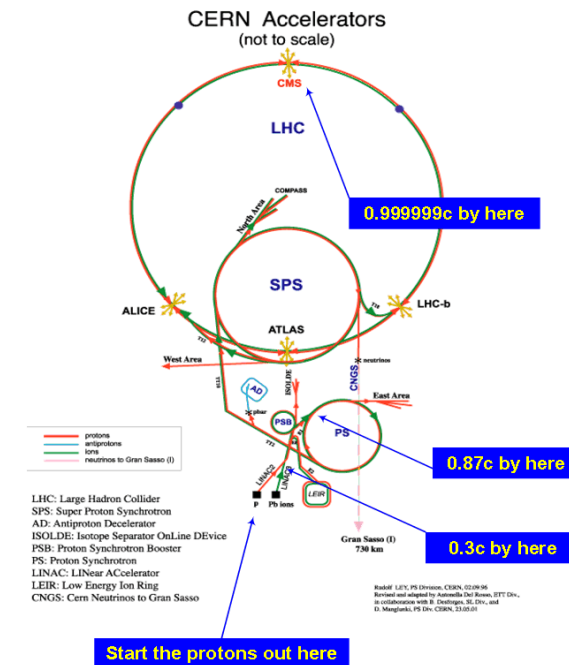 CERN Accelerators
(not to scale)
CMS
LHC
COMPASS
North Area
0.999999c by here
SPS
ALICE
LHC-b
TI8
ATLAS
TI2
West Area
neutrinos
CNGS
ISOLDE
TT10
East Area
AD
pbar
PSB
PS
TT2
protons
antiprotons
ions
neutrinos to Gran Sasso (I)
0.87c by here
LINAC2
LINAC3
E2
LEIR
P Pb ions
LHC: Large Hadron Collider
SPS: Super Proton Synchrotron
AD: Antiproton Decelerator
ISOLDE: Isotope Separator OnLine DEvice
PSB: Proton Synchrotron Booster
PS: Proton Synchrotron
LINAC: LINear ACcelerator
LEIR: Low Energy Ion Ring
CNGS: Cern Neutrinos to Gran Sasso
Gran Sasso (I)
730 km
0.3c by here
Rudolf LEY, PS Division, CERN, 02.09.96
Revised and adapted by Antonella Del Rosso, ETT Div.,
in collaboration with B. Desforges, SL Div., and
D. Manglunki, PS Div. CERN, 23.05.01
Start the protons out here